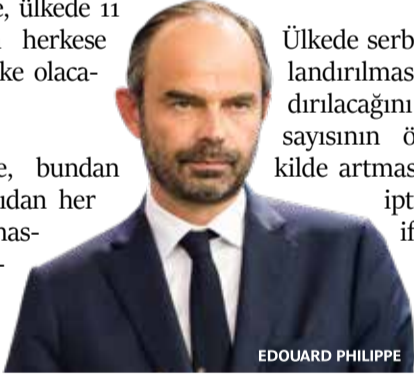 e, ülkede 11
herkese
ke olaca-
e, bundan
ıdan her
mas-
-
Ülkede serb
landırılmas
dırılacağını
sayısının ö
kilde artmas
ipt
if
EDOUARD PHILIPPE